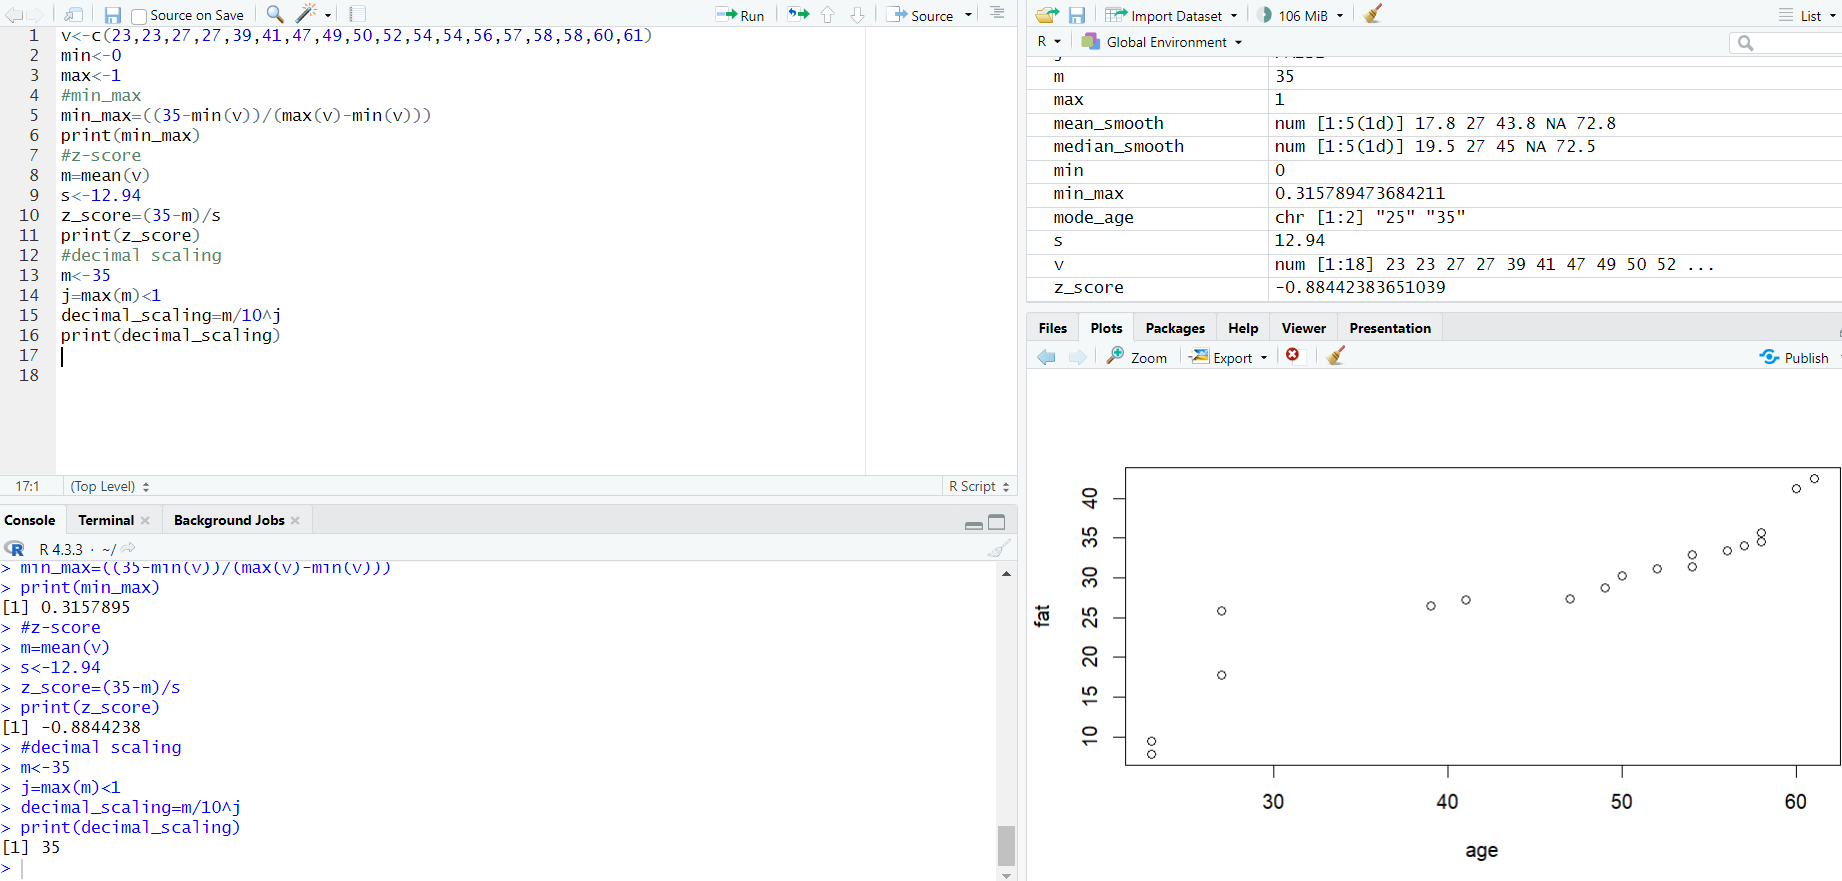 Source on Save
Run
Source
1 v<-c(23,23,27,27,39,41,47,49,50,52,54,54,56,57,58,58,60,61)
2 min<-0
3 max<-1
4 #min_max
5 min_max=((35-min(v))/(max(v)-min(v)))
6 print(min_max)
7 #z-score
8 m=mean(v)
9 s<-12.94
10 z_score=(35-m)/s
11 print(z_score)
12 #decimal scaling
13 m<-35
14 j=max(m)<1
15 decimal_scaling=m/10^j
16 print(decimal_scaling)
17
18
17:1 (Top Level) R Script
Console Terminal Background Jobs
R R 4.3.3 · ~/
> min_max=((35-min(v))/(max(v)-min(v)))
> print(min_max)
[1] 0.3157895
> #z-score
> m=mean(v)
> s<-12.94
> z_score=(35-m)/s
> print(z_score)
[1] -0.8844238
> #decimal scaling
> m<-35
> j=max(m)<1
> decimal_scaling=m/10^j
> print(decimal_scaling)
[1] 35
>
Import Dataset 106 MiB List
R Global Environment
m 35
max 1
mean_smooth num [1:5(1d)] 17.8 27 43.8 NA 72.8
median_smooth num [1:5(1d)] 19.5 27 45 NA 72.5
min 0
min_max 0.315789473684211
mode_age chr [1:2] "25" "35"
s 12.94
v num [1:18] 23 23 27 27 39 41 47 49 50 52 ...
z_score -0.88442383651039
Files Plots Packages Help Viewer Presentation
Zoom Export Publish
fat
40
35
30
25
20
15
10
30 40 50 60
age